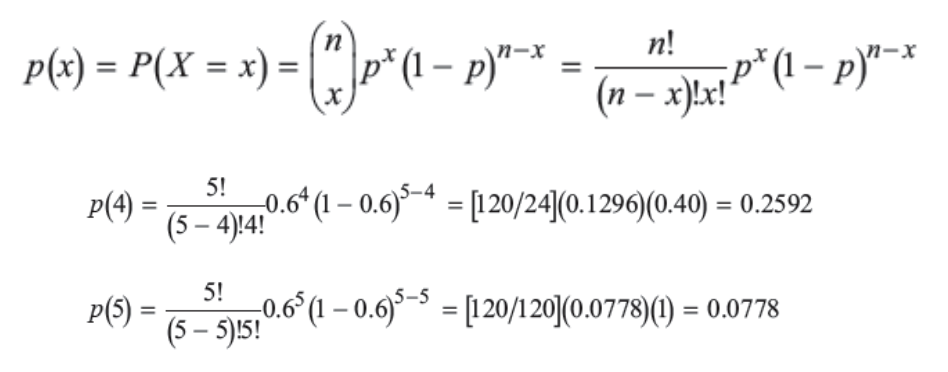 p(x) = P(X = x) = (n x) p^x (1 − p)^{n−x} = n! / (n − x)!x! p^x (1 − p)^{n−x}
p(4) = 5! / (5 − 4)!4! 0.6^4 (1 − 0.6)^{5−4} = [120/24](0.1296)(0.40) = 0.2592
p(5) = 5! / (5 − 5)!5! 0.6^5 (1 − 0.6)^{5−5} = [120/120](0.0778)(1) = 0.0778